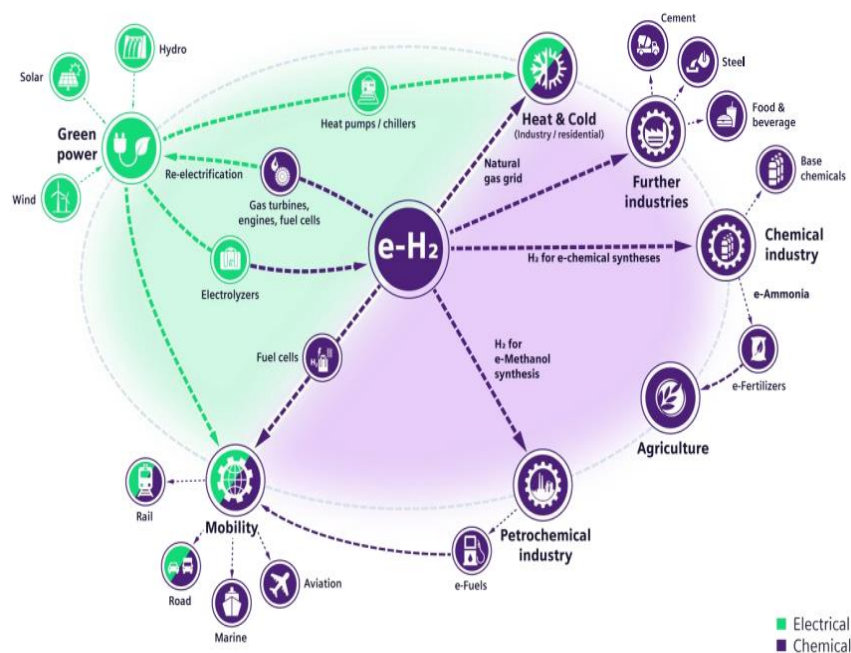 Hydro
Solar
Green
power
Wind
Heat pumps / chillers
Re-electrification
Gas turbines,
engines, fuel cells
Electrolyzers
e-H₂
Heat & Cold
(Industry / residential)
Natural
gas grid
Cement
Steel
Food &
beverage
Further
industries
Base
chemicals
Chemical
industry
H₂ for e-chemical syntheses
e-Ammonia
e-Fertilizers
Agriculture
Fuel cells
H₂
H₂ for
e-Methanol
synthesis
Petrochemical
industry
e-Fuels
Mobility
Rail
Road
Marine
Aviation
Electrical
Chemical